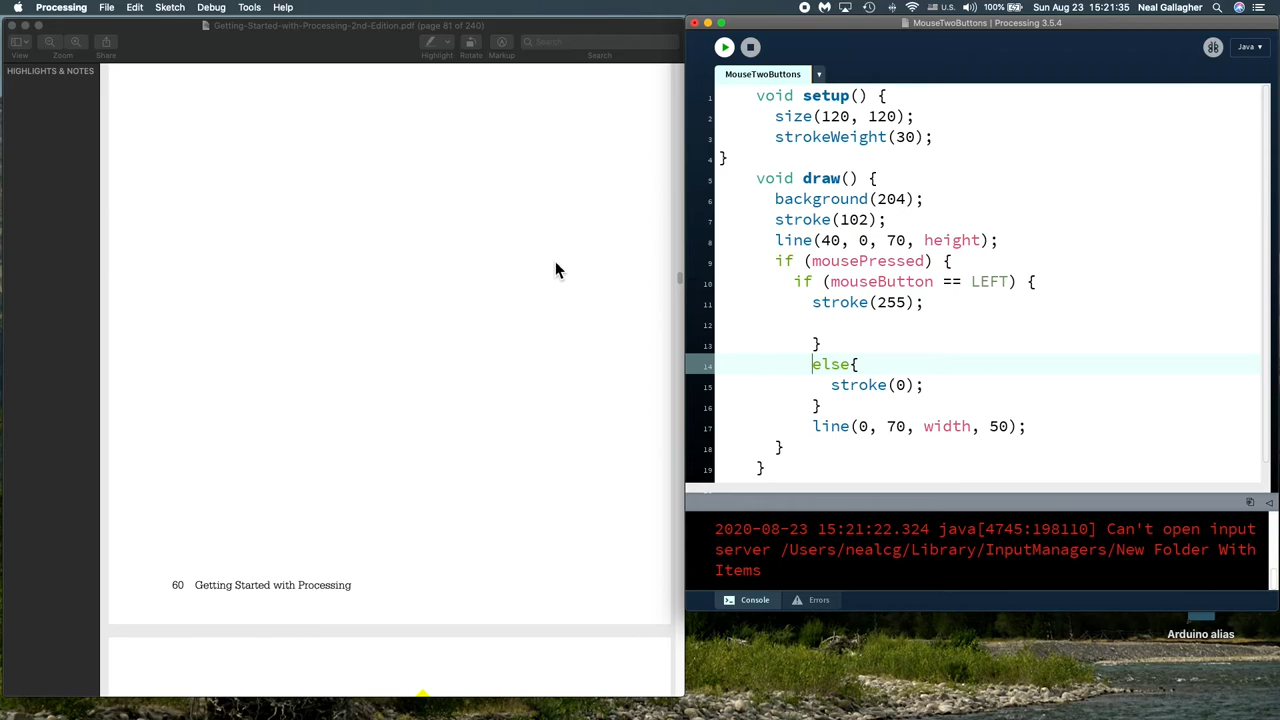 Processing File Edit Sketch Debug Tools Help
U.S. Sun Aug 23 15:21:35 Neal Gallagher
Getting-Started-with-Processing-2nd-Edition.pdf (page 81 of 240)
Search
View Zoom Share Highlight Rotate Markup Search
HIGHLIGHTS & NOTES
60 Getting Started with Processing
MouseTwoButtons | Processing 3.5.4
Java
MouseTwoButtons
1 void setup() {
2 size(120, 120);
3 strokeWeight(30);
4 }
5 void draw() {
6 background(204);
7 stroke(102);
8 line(40, 0, 70, height);
9 if (mousePressed) {
10 if (mouseButton == LEFT) {
11 stroke(255);
12
13 }
14 else{
15 stroke(0);
16 }
17 line(0, 70, width, 50);
18 }
19 }
2020-08-23 15:21:22.324 java[4745:198110] Can't open input
server /Users/nealcg/Library/InputManagers/New Folder With
Items
Console Errors
Arduino alias